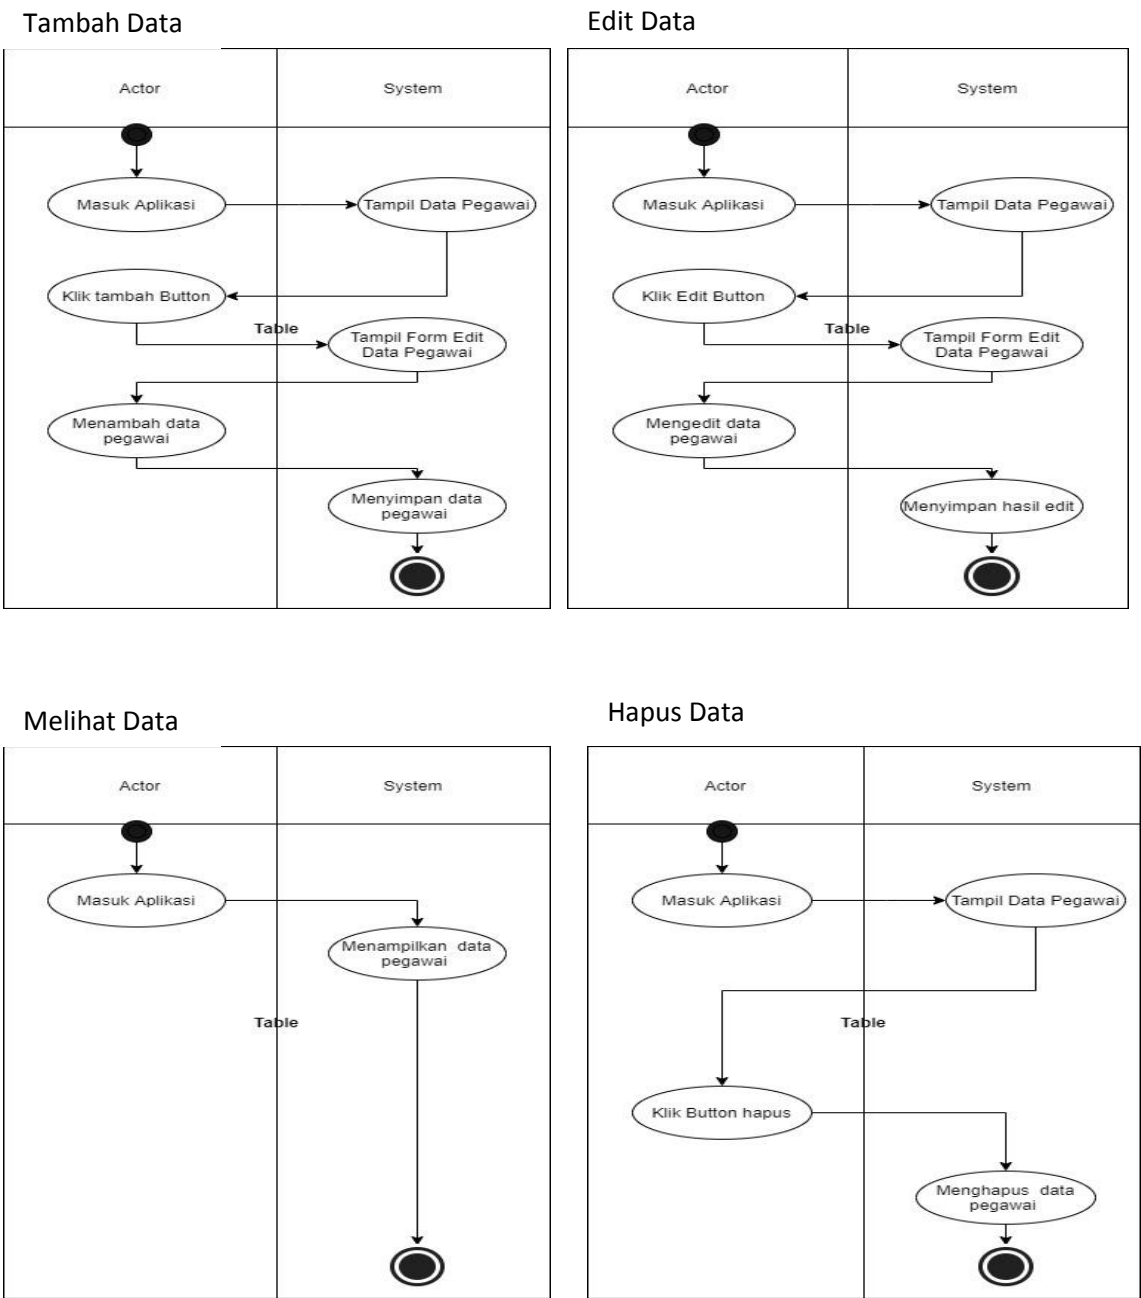 Tambah Data
Actor
System
Masuk Aplikasi
Tampil Data Pegawai
Klik tambah Button
Table
Tampil Form Edit
Data Pegawai
Menambah data
pegawai
Menyimpan data
pegawai
Edit Data
Actor
System
Masuk Aplikasi
Tampil Data Pegawai
Klik Edit Button
Table
Tampil Form Edit
Data Pegawai
Mengedit data
pegawai
Menyimpan hasil edit
Melihat Data
Actor
System
Masuk Aplikasi
Menampilkan data
pegawai
Table
Hapus Data
Actor
System
Masuk Aplikasi
Tampil Data Pegawai
Table
Klik Button hapus
Menghapus data
pegawai